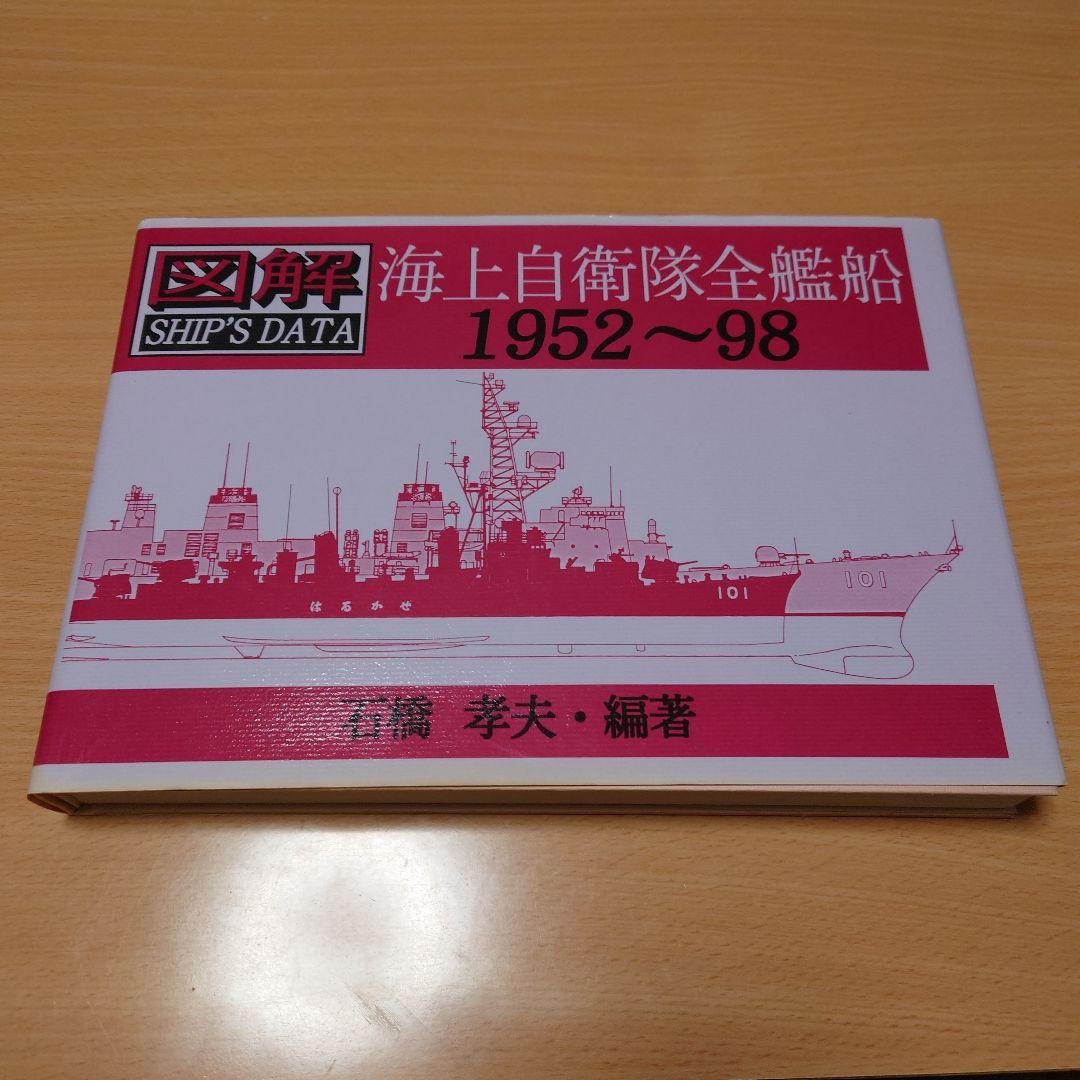 図解
SHIP'S DATA
海上自衛隊全艦船
1952〜98
101
101
はるかぜ
石橋 孝夫・編著